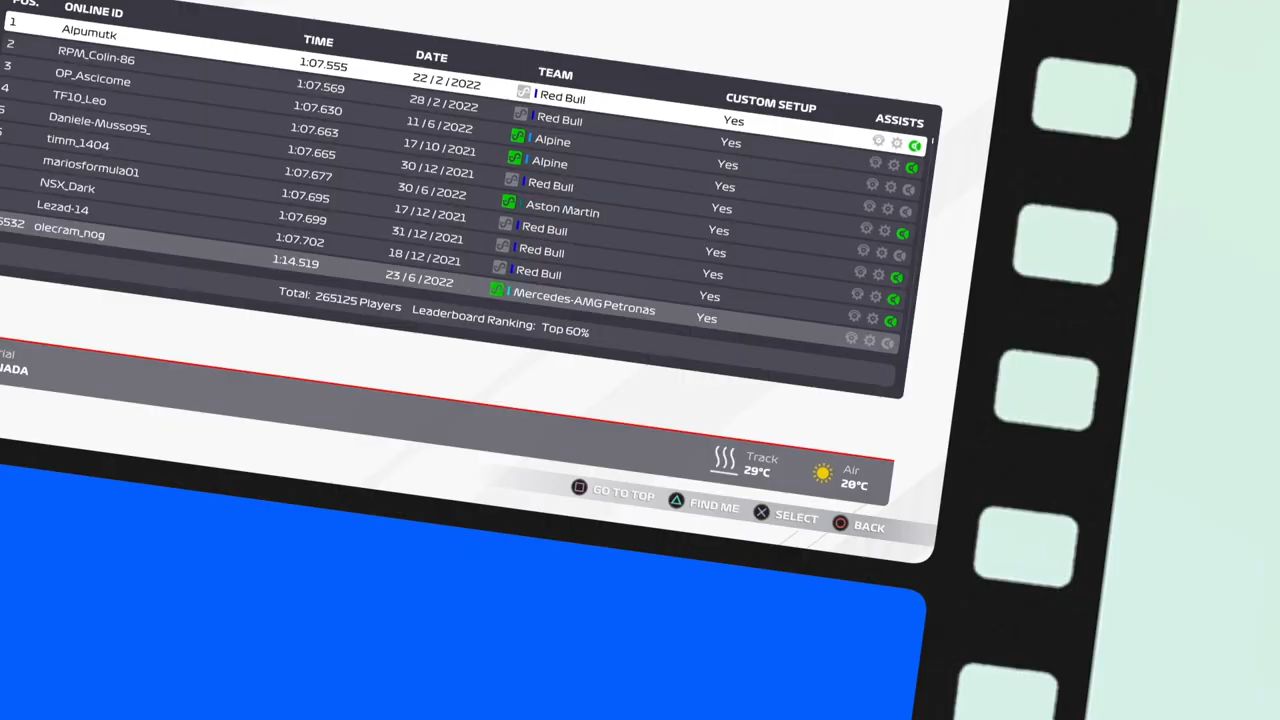 POS. ONLINE ID TIME DATE TEAM CUSTOM SETUP ASSISTS
1 Alpumutk 1:07.555 22/2/2022 Red Bull Yes
2 RPM_Colin-86 1:07.569 28/2/2022 Red Bull Yes
3 OP_Ascicome 1:07.630 11/6/2022 Alpine Yes
4 TF10_Leo 1:07.663 17/10/2021 Alpine Yes
Daniele-Musso95_ 1:07.665 30/12/2021 Red Bull Yes
timm_1404 1:07.677 30/6/2022 Aston Martin Yes
mariosformula01 1:07.695 17/12/2021 Red Bull Yes
NSX_Dark 1:07.699 31/12/2021 Red Bull Yes
Lezad-14 1:07.702 18/12/2021 Red Bull Yes
5532 olecram_nog 1:14.519 23/6/2022 Mercedes-AMG Petronas Yes
Total: 265125 Players Leaderboard Ranking: Top 60%
rial
NADA
Track 29°C Air 20°C
GO TO TOP FIND ME SELECT BACK